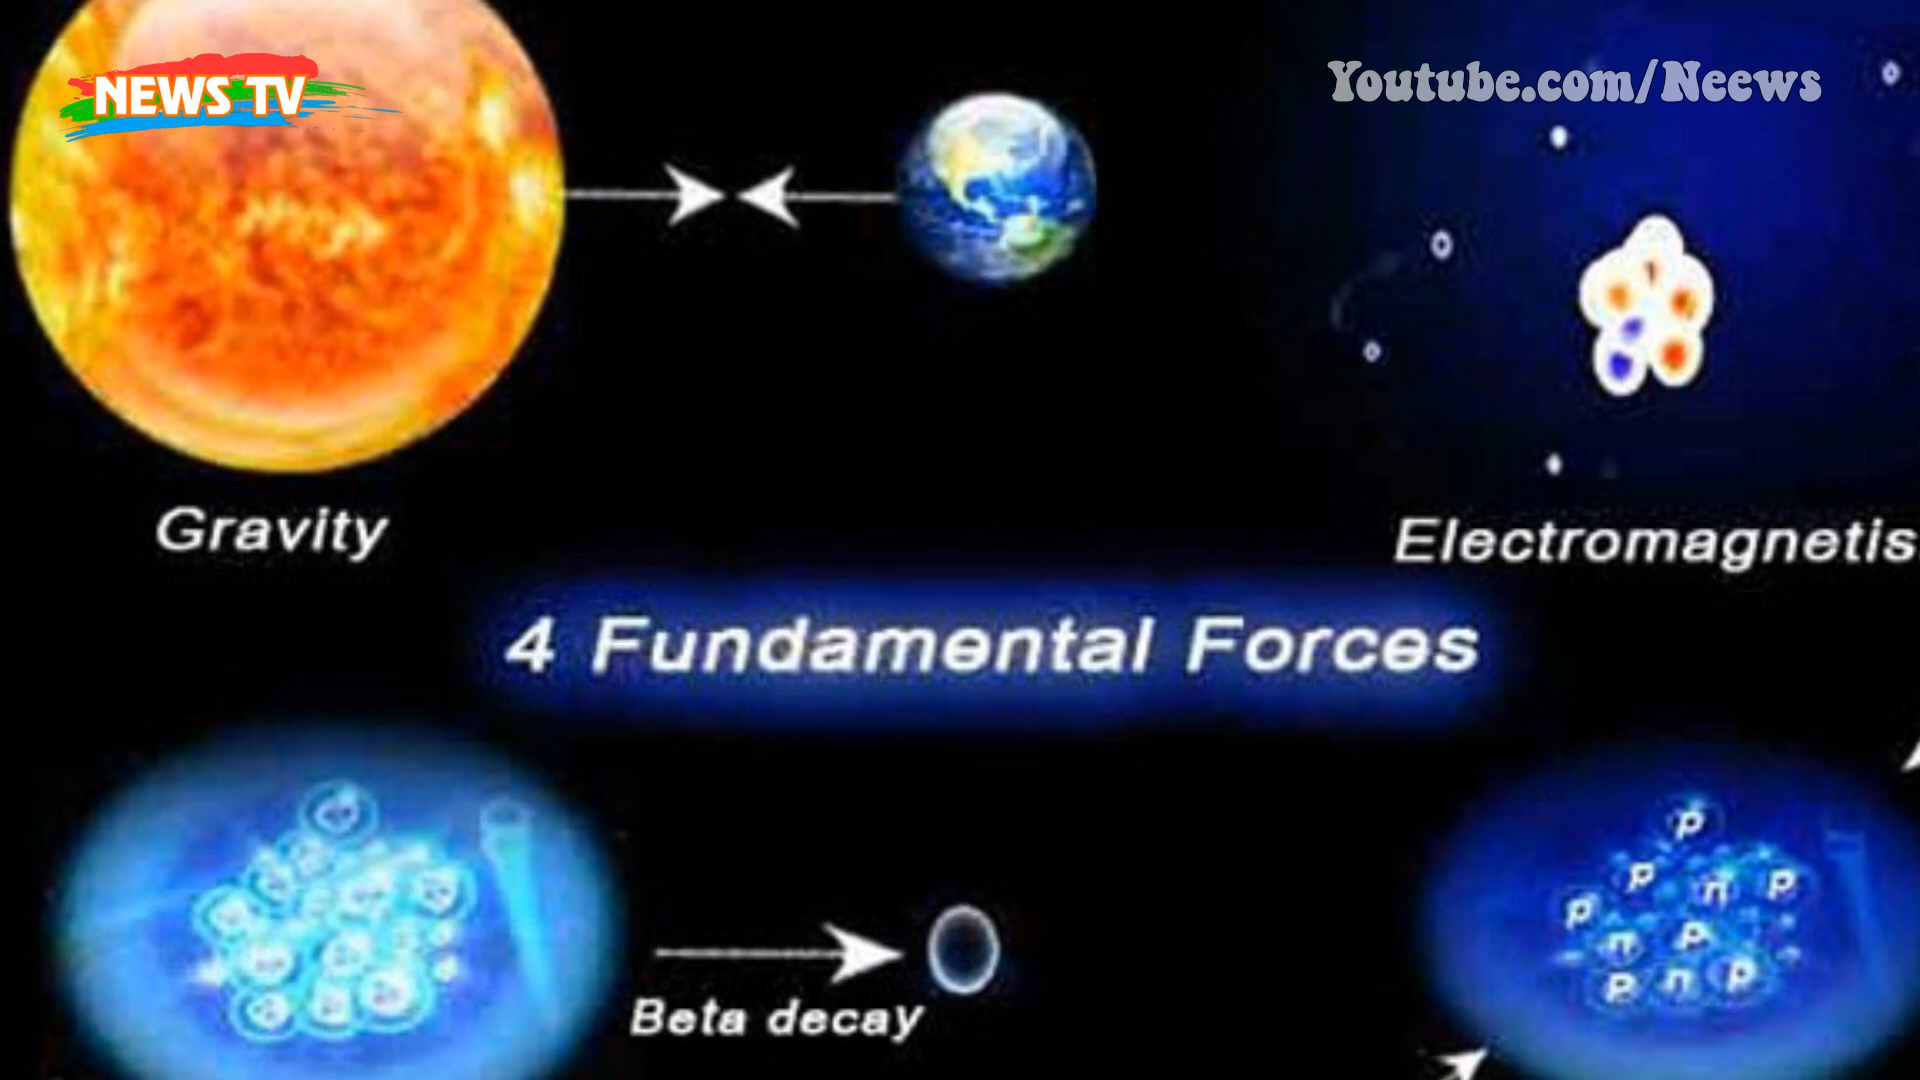 NEWS TV
Youtube.com/Neews
Gravity
Electromagnetis
4 Fundamental Forces
p
p
n
p
p
n
p
p
n
p
Beta decay